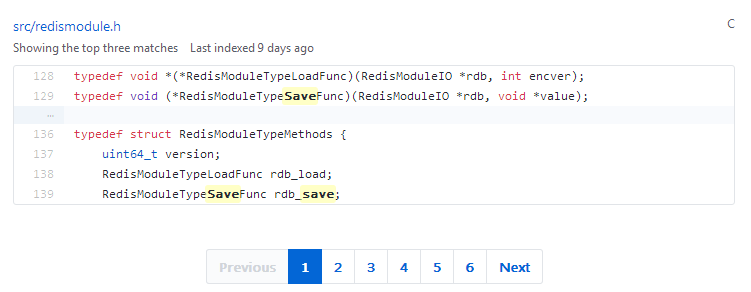 src/redismodule.h C
Showing the top three matches Last indexed 9 days ago
128 typedef void *(*RedisModuleTypeLoadFunc)(RedisModuleIO *rdb, int encver);
129 typedef void (*RedisModuleTypeSaveFunc)(RedisModuleIO *rdb, void *value);
…
136 typedef struct RedisModuleTypeMethods {
137 uint64_t version;
138 RedisModuleTypeLoadFunc rdb_load;
139 RedisModuleTypeSaveFunc rdb_save;
Previous 1 2 3 4 5 6 Next